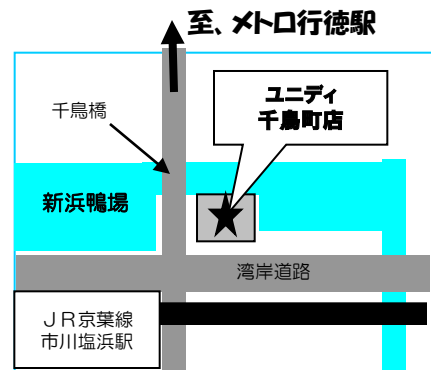 至、メトロ行徳駅
ユニディ
千鳥町店
千鳥橋
新浜鴨場
湾岸道路
ＪＲ京葉線
市川塩浜駅